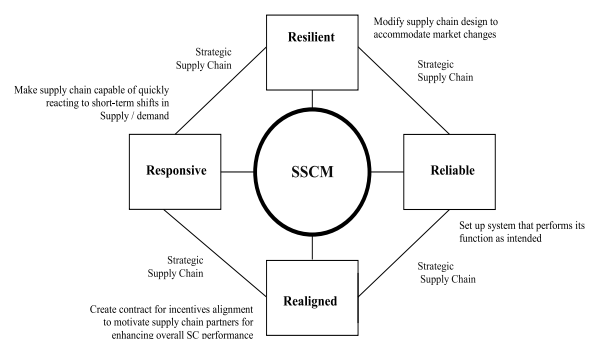 Modify supply chain design to
accommodate market changes
Resilient
Strategic
Supply Chain
Strategic
Supply Chain
Make supply chain capable of quickly
reacting to short-term shifts in
Supply / demand
Responsive
SSCM
Reliable
Set up system that performs its
function as intended
Strategic
Supply Chain
Strategic
Supply Chain
Realigned
Create contract for incentives alignment
to motivate supply chain partners for
enhancing overall SC performance